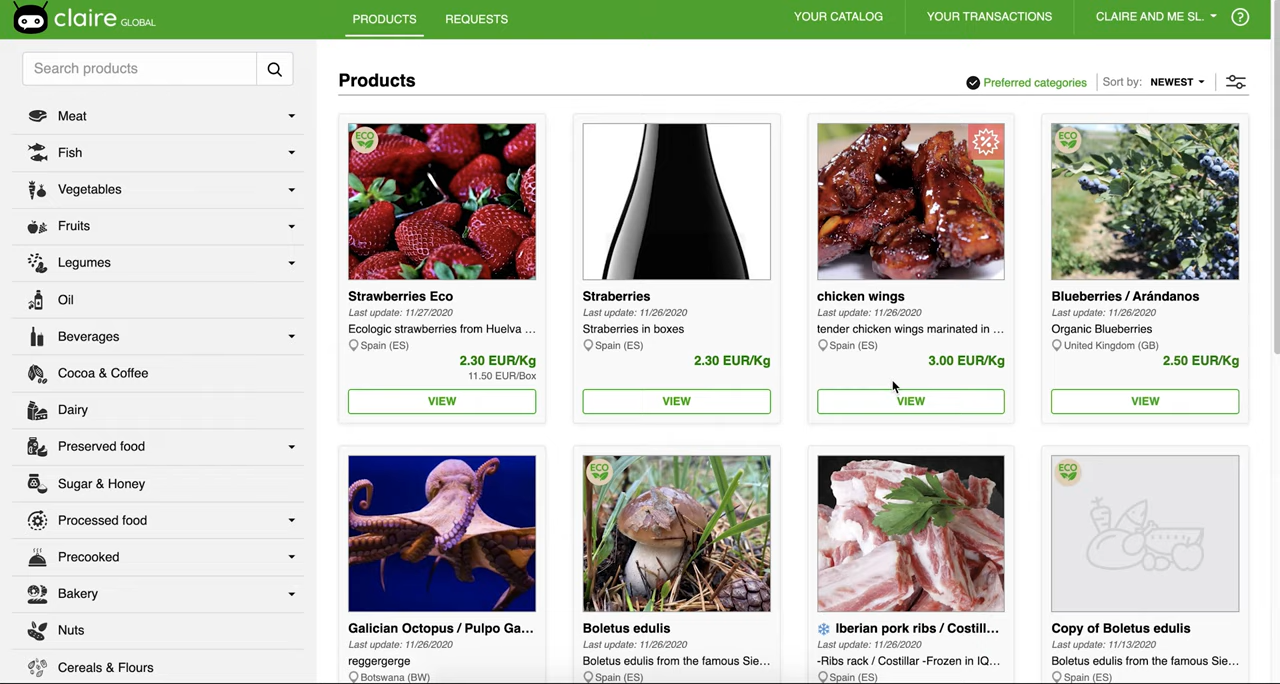 claire GLOBAL
PRODUCTS
REQUESTS
YOUR CATALOG
YOUR TRANSACTIONS
CLAIRE AND ME SL.
?
Search products
Meat
Fish
Vegetables
Fruits
Legumes
Oil
Beverages
Cocoa & Coffee
Dairy
Preserved food
Sugar & Honey
Processed food
Precooked
Bakery
Nuts
Cereals & Flours
Products
Preferred categories
Sort by: NEWEST
ECO
Strawberries Eco
Last update: 11/27/2020
Ecologic strawberries from Huelva ...
Spain (ES)
2.30 EUR/Kg
11.50 EUR/Box
VIEW
Straberries
Last update: 11/26/2020
Straberries in boxes
Spain (ES)
2.30 EUR/Kg
VIEW
%
chicken wings
Last update: 11/26/2020
tender chicken wings marinated in ...
Spain (ES)
3.00 EUR/Kg
VIEW
ECO
Blueberries / Arándanos
Last update: 11/26/2020
Organic Blueberries
United Kingdom (GB)
2.50 EUR/Kg
VIEW
Galician Octopus / Pulpo Ga...
Last update: 11/26/2020
reggergerge
Botswana (BW)
ECO
Boletus edulis
Last update: 11/26/2020
Boletus edulis from the famous Sie...
Spain (ES)
Iberian pork ribs / Costill...
Last update: 11/26/2020
-Ribs rack / Costillar -Frozen in IQ...
Spain (ES)
ECO
Copy of Boletus edulis
Last update: 11/13/2020
Boletus edulis from the famous Sie...
Spain (ES)